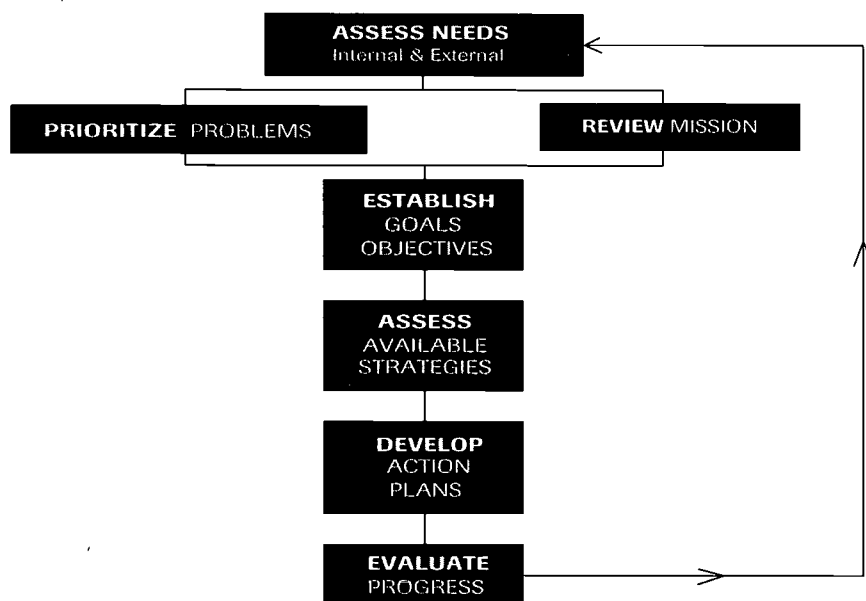 ASSESS NEEDS
Internal & External
PRIORITIZE PROBLEMS
REVIEW MISSION
ESTABLISH
GOALS
OBJECTIVES
ASSESS
AVAILABLE
STRATEGIES
DEVELOP
ACTION
PLANS
EVALUATE
PROGRESS